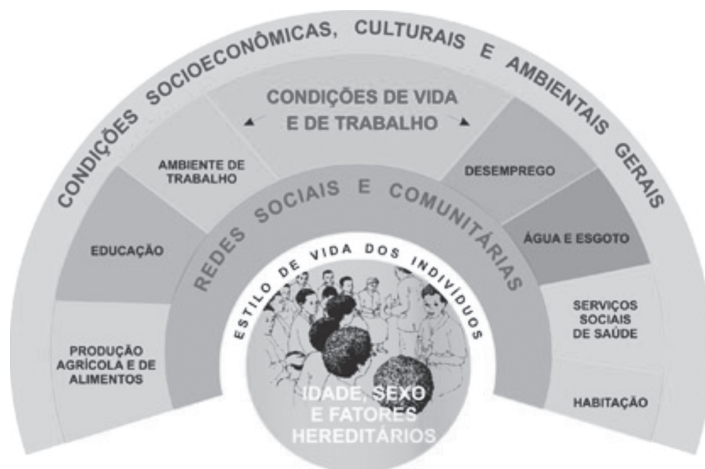 CONDIÇÕES SOCIOECONÔMICAS, CULTURAIS E AMBIENTAIS GERAIS
CONDIÇÕES DE VIDA
E DE TRABALHO
AMBIENTE DE
TRABALHO
DESEMPREGO
REDES SOCIAIS E COMUNITÁRIAS
EDUCAÇÃO
ÁGUA E ESGOTO
ESTILO DE VIDA DOS INDIVÍDUOS
PRODUÇÃO
AGRÍCOLA E DE
ALIMENTOS
SERVIÇOS
SOCIAIS
DE SAÚDE
HABITAÇÃO
IDADE, SEXO
E FATORES
HEREDITÁRIOS